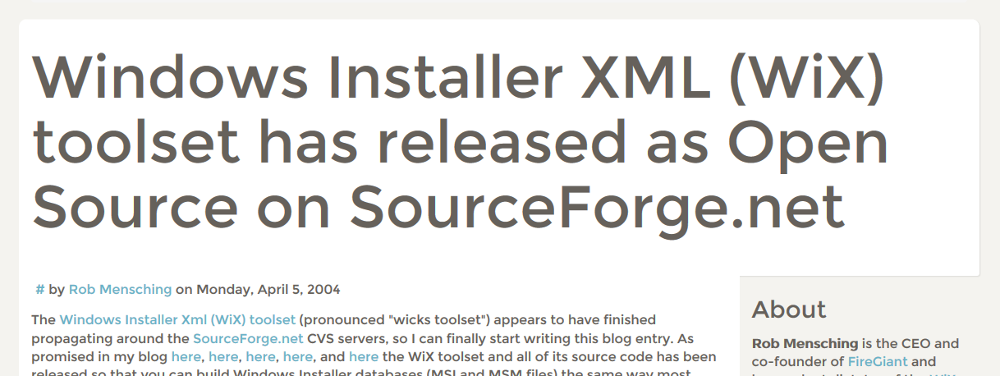 Windows Installer XML (WiX)
toolset has released as Open
Source on SourceForge.net
# by Rob Mensching on Monday, April 5, 2004
The Windows Installer Xml (WiX) toolset (pronounced "wicks toolset") appears to have finished
propagating around the SourceForge.net CVS servers, so I can finally start writing this blog entry. As
promised in my blog here, here, here, here, and here the WiX toolset and all of its source code has been
released so that you can build Windows Installer databases (MSI and MSM files) the same way most
About
Rob Mensching is the CEO and
co-founder of FireGiant and